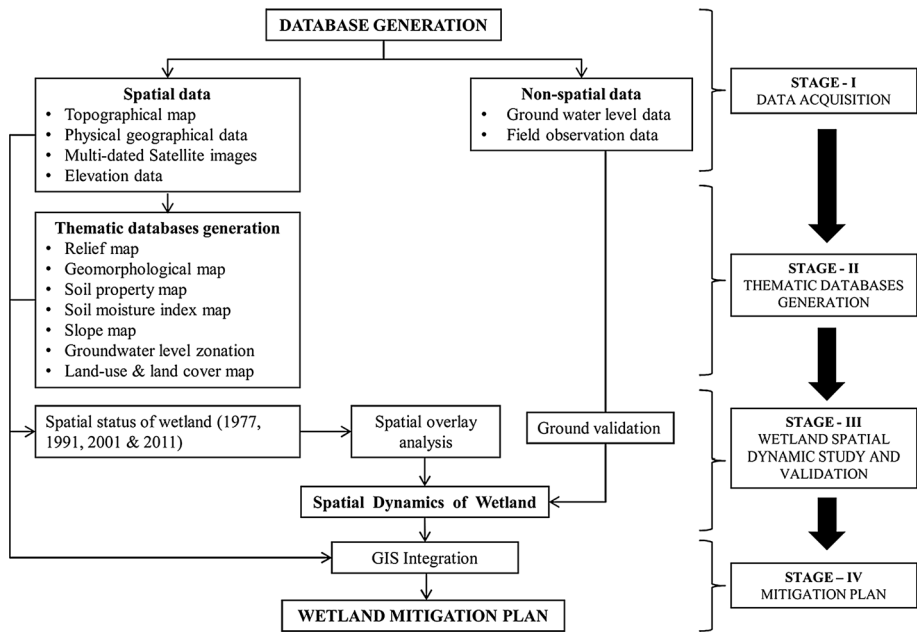 DATABASE GENERATION
Spatial data
• Topographical map
• Physical geographical data
• Multi-dated Satellite images
• Elevation data
Non-spatial data
• Ground water level data
• Field observation data
Thematic databases generation
• Relief map
• Geomorphological map
• Soil property map
• Soil moisture index map
• Slope map
• Groundwater level zonation
• Land-use & land cover map
Spatial status of wetland (1977,
1991, 2001 & 2011)
Spatial overlay
analysis
Ground validation
Spatial Dynamics of Wetland
GIS Integration
WETLAND MITIGATION PLAN
STAGE - I
DATA ACQUISITION
STAGE - II
THEMATIC DATABASES
GENERATION
STAGE - III
WETLAND SPATIAL
DYNAMIC STUDY AND
VALIDATION
STAGE – IV
MITIGATION PLAN